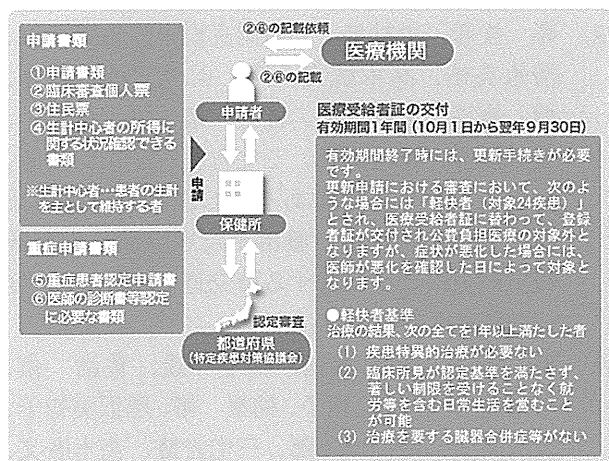 申請書類
①申請書類
②臨床審査個人票
③住民票
④生計中心者の所得に
関する状況確認できる
書類
※生計中心者…患者の生計
を主として維持する者
重症申請書類
⑤重症患者認定申請書
⑥医師の診断書等認定
に必要な書類
②⑥の記載依頼
医療機関
②⑥の記載
申請者
申請
保健所
認定審査
都道府県
(特定疾患対策協議会)
医療受給者証の交付
有効期間1年間(10月1日から翌年9月30日)
有効期間終了時には、更新手続きが必要
です。
更新申請における審査において、次のよ
うな場合には「軽快者(対象24疾患)」
とされ、医療受給者証に替わって、登録
者証が交付され公費負担医療の対象外と
なりますが、症状が悪化した場合には、
医師が悪化を確認した日によって対象と
なります。
●軽快者基準
治療の結果、次の全てを1年以上満たした者
(1) 疾患特異的治療が必要ない
(2) 臨床所見が認定基準を満たさず、
著しい制限を受けることなく就
労等を含む日常生活を営むこと
が可能
(3) 治療を要する臓器合併症等がない